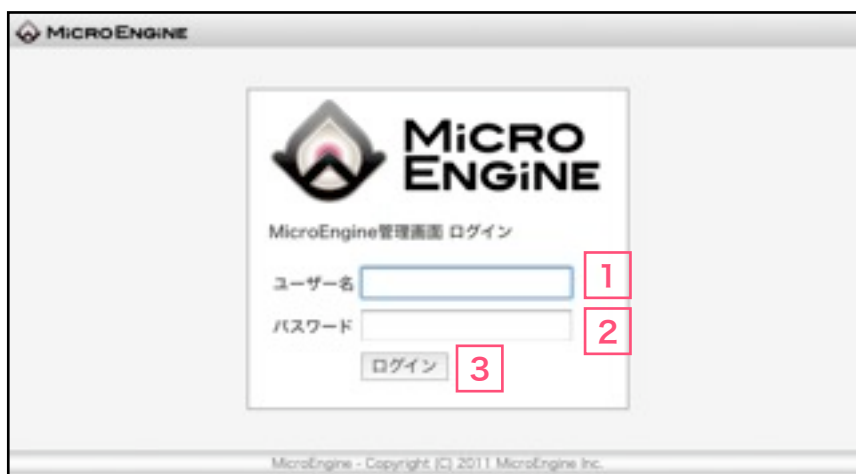 MiCROENGiNE
MiCRO
ENGiNE
MicroEngine管理画面 ログイン
ユーザー名 1
パスワード 2
ログイン 3
MicroEngine - Copyright (C) 2011 MicroEngine Inc.